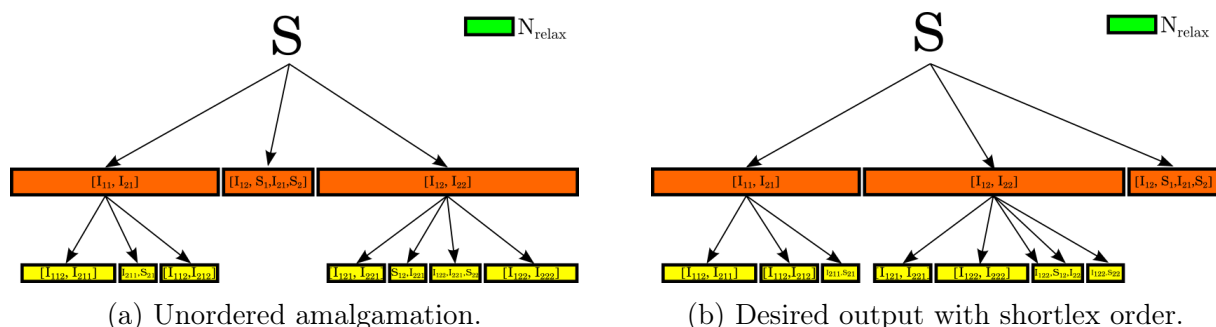 S
N_relax
[I_11, I_21] [I_12, S_1,I_21,S_2] [I_12, I_22]
[I_112, I_211] I_211,S_21] [I_112,I_212] [I_121, I_221] S_12,I_221] I_122,I_221,S_22 [I_122, I_222]
(a) Unordered amalgamation.
S
N_relax
[I_11, I_21] [I_12, I_22] [I_12, S_1,I_21,S_2]
[I_112, I_211] [I_112,I_212] I_211,S_21] I_121, I_221] [I_122, I_222] I_122,S_12,I_22 I_122,S_22]
(b) Desired output with shortlex order.